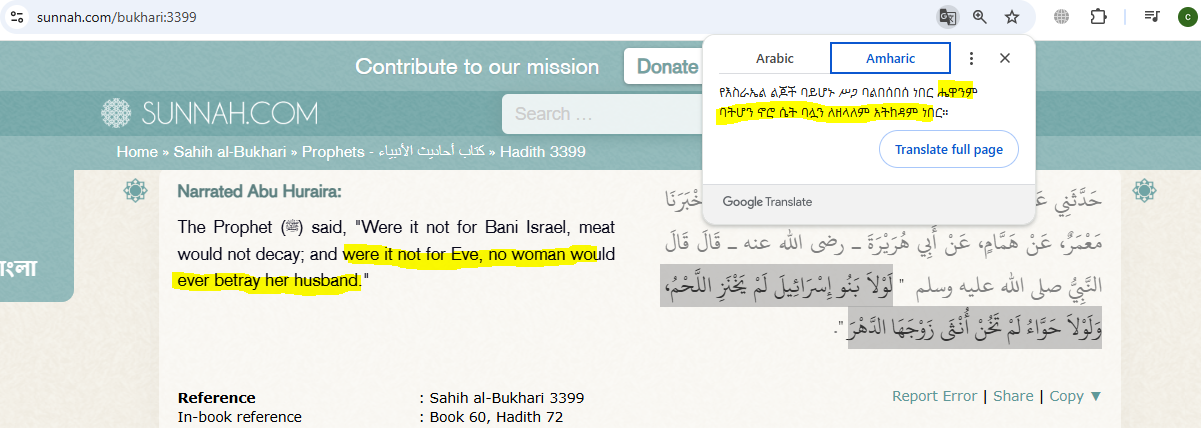 sunnah.com/bukhari:3399
Contribute to our mission
Donate
SUNNAH.COM
Search ...
Home » Sahih al-Bukhari » Prophets - كتاب أحاديث الأنبياء » Hadith 3399
Arabic
Amharic
የእስራኤል ልጆች ባይሆኑ ሥጋ ባልበሰበሰ ነበር ሔዋንም
ባትሆን ኖሮ ሴት ባሏን ለዘላለም አትከዳም ነበር።
Translate full page
Google Translate
Narrated Abu Huraira:
The Prophet (ﷺ) said, "Were it not for Bani Israel, meat
would not decay; and were it not for Eve, no woman would
ever betray her husband."
حَدَّثَنِي
خْبَرَنَا
مَعْمَرٌ، عَنْ هَمَّامٍ، عَنْ أَبِي هُرَيْرَةَ ـ رضى الله عنه ـ قَالَ قَالَ
النَّبِيُّ صلى الله عليه وسلم ‏ "‏ لَوْلاَ بَنُو إِسْرَائِيلَ لَمْ يَخْنَزِ اللَّحْمُ،
وَلَوْلاَ حَوَّاءُ لَمْ تَخُنْ أُنْثَى زَوْجَهَا الدَّهْرَ ‏"‏‏.‏
বাংলা
Reference : Sahih al-Bukhari 3399
In-book reference : Book 60, Hadith 72
Report Error | Share | Copy ▼